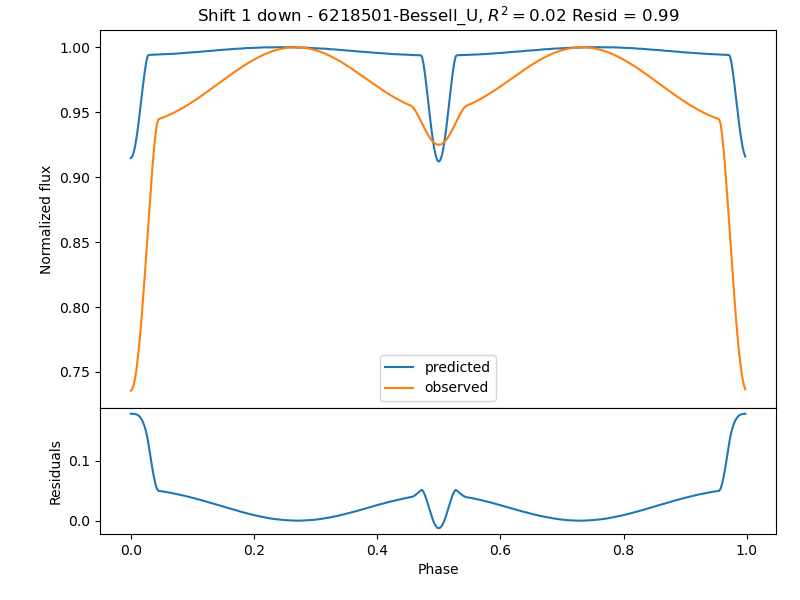 Shift 1 down - 6218501-Bessell_U, R² = 0.02 Resid = 0.99
Normalized flux
1.00
0.95
0.90
0.85
0.80
0.75
predicted
observed
Residuals
0.1
0.0
0.0 0.2 0.4 0.6 0.8 1.0
Phase